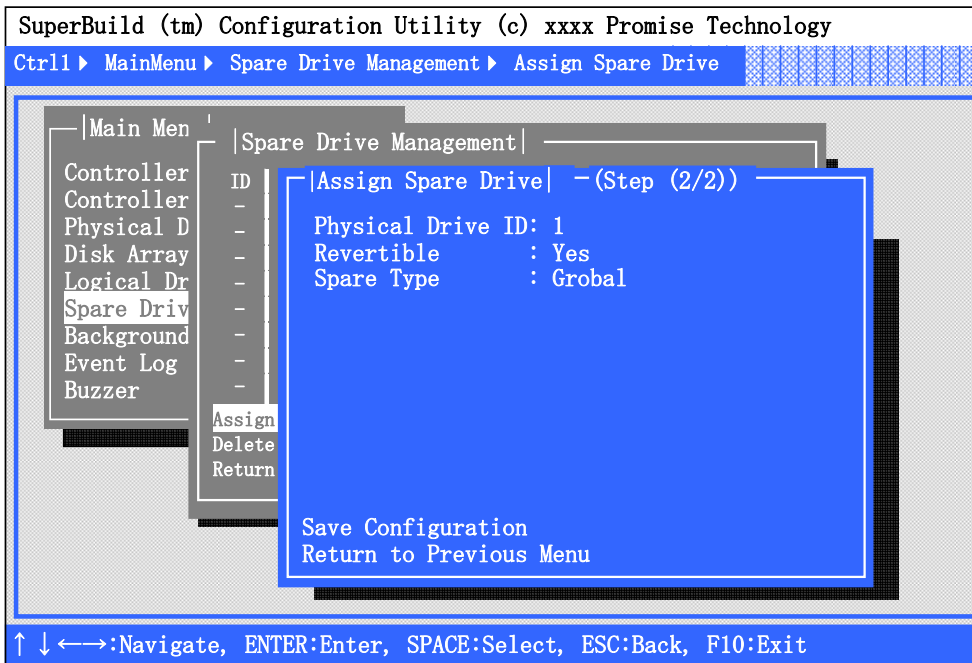 SuperBuild (tm) Configuration Utility (c) xxxx Promise Technology
Ctrl1 MainMenu Spare Drive Management Assign Spare Drive
Main Men
Controller
Controller
Physical D
Disk Array
Logical Dr
Spare Driv
Background
Event Log
Buzzer
Spare Drive Management
ID
-
-
-
-
-
-
-
-
Assign
Delete
Return
Assign Spare Drive (Step (2/2))
Physical Drive ID: 1
Revertible : Yes
Spare Type : Grobal
Save Configuration
Return to Previous Menu
↑ ↓ ←→:Navigate, ENTER:Enter, SPACE:Select, ESC:Back, F10:Exit